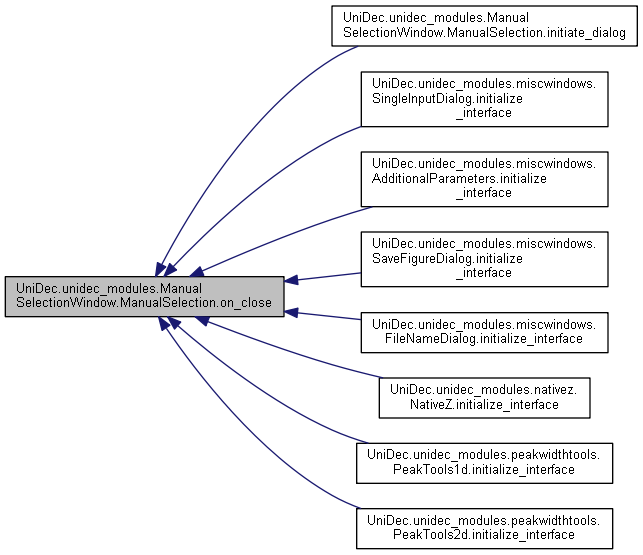 UniDec.unidec_modules.Manual
SelectionWindow.ManualSelection.initiate_dialog
UniDec.unidec_modules.miscwindows.
SingleInputDialog.initialize
_interface
UniDec.unidec_modules.miscwindows.
AdditionalParameters.initialize
_interface
UniDec.unidec_modules.miscwindows.
SaveFigureDialog.initialize
_interface
UniDec.unidec_modules.Manual
SelectionWindow.ManualSelection.on_close
UniDec.unidec_modules.miscwindows.
FileNameDialog.initialize_interface
UniDec.unidec_modules.nativez.
NativeZ.initialize_interface
UniDec.unidec_modules.peakwidthtools.
PeakTools1d.initialize_interface
UniDec.unidec_modules.peakwidthtools.
PeakTools2d.initialize_interface